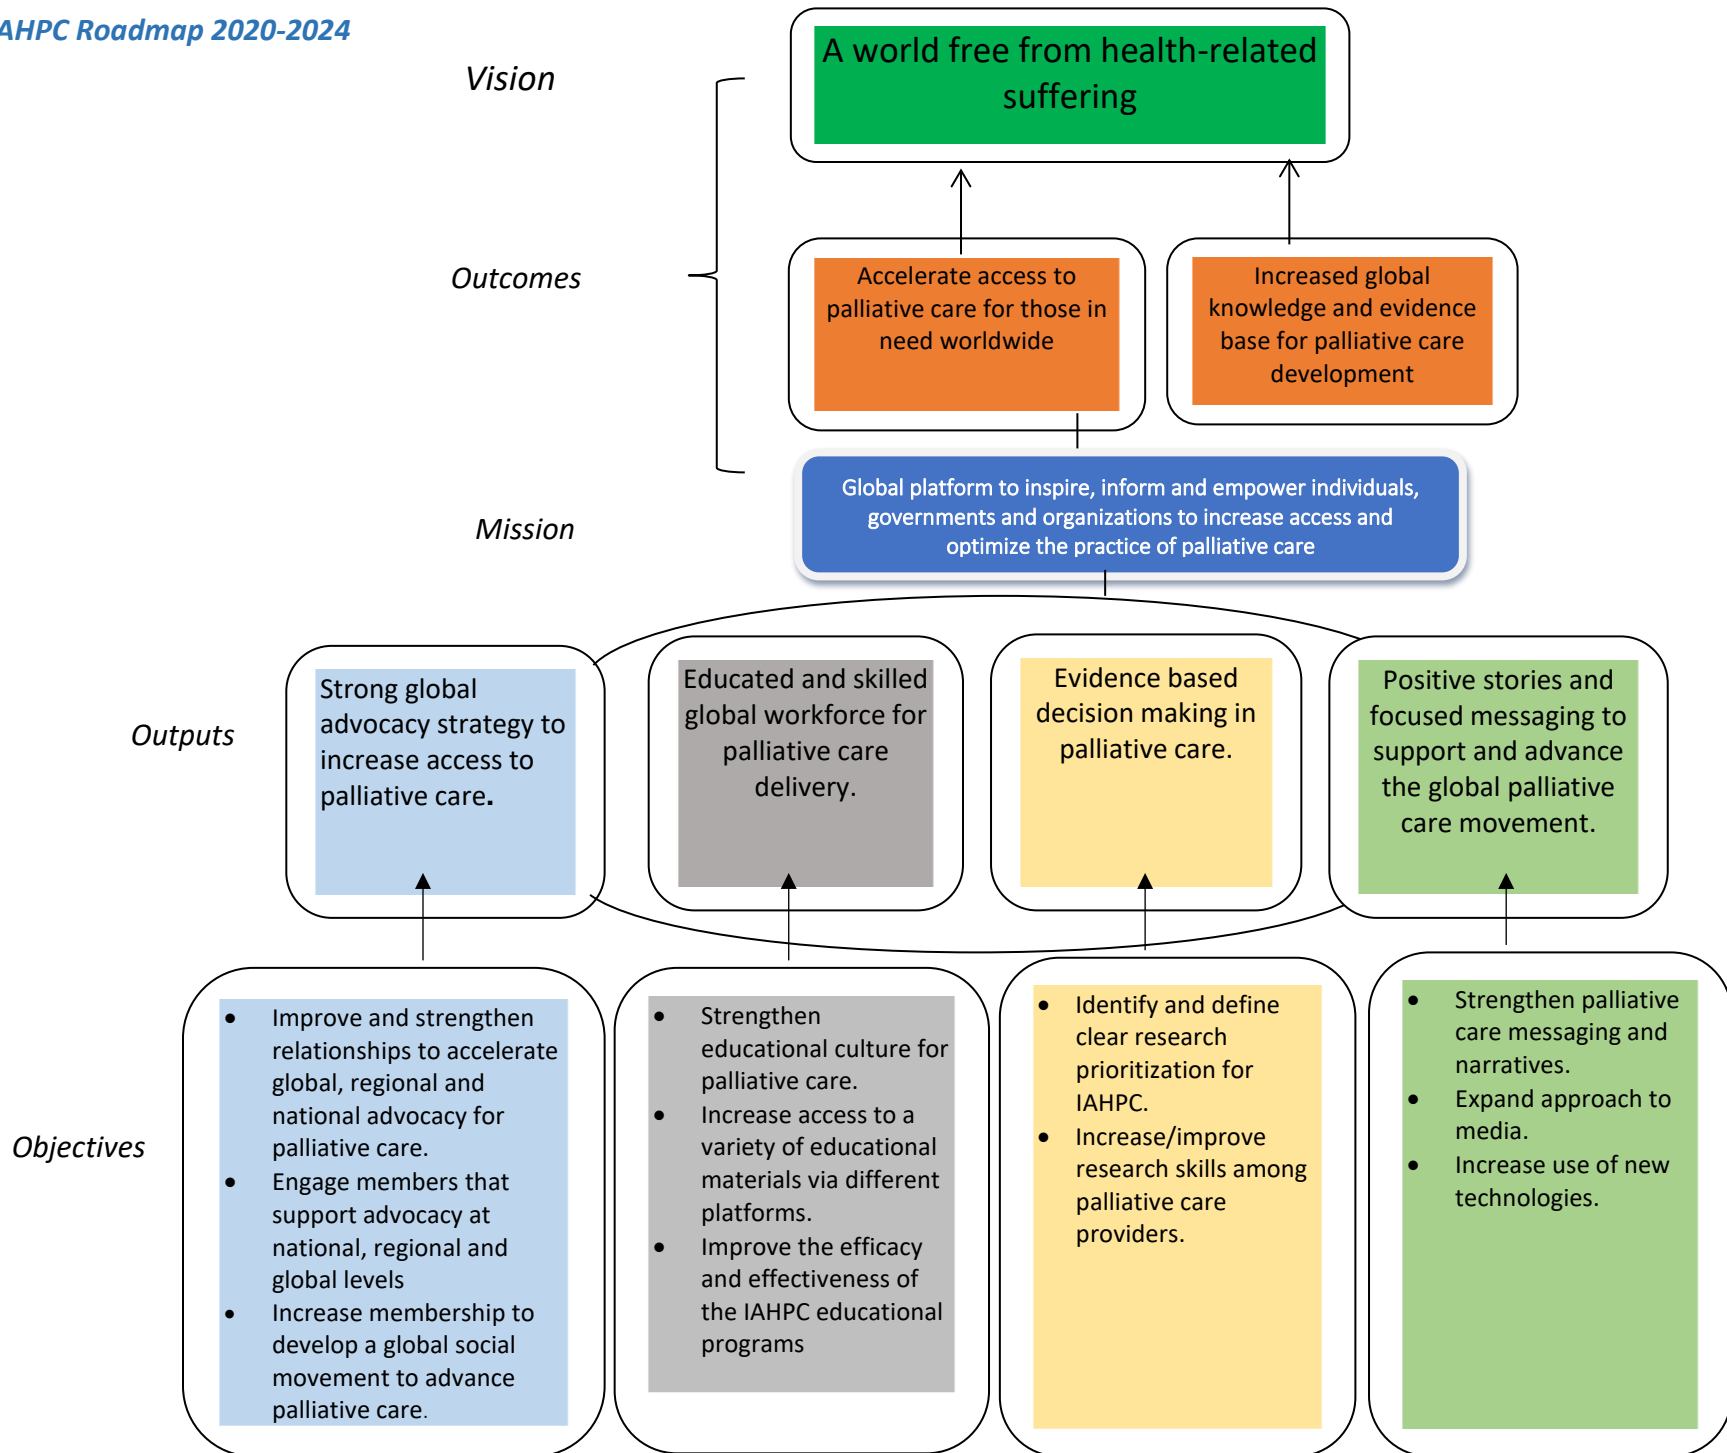 AHPC Roadmap 2020-2024
Vision
A world free from health-related
suffering
Outcomes
Accelerate access to
palliative care for those in
need worldwide
Increased global
knowledge and evidence
base for palliative care
development
Mission
Global platform to inspire, inform and empower individuals,
governments and organizations to increase access and
optimize the practice of palliative care
Outputs
Strong global
advocacy strategy to
increase access to
palliative care.
Educated and skilled
global workforce for
palliative care
delivery.
Evidence based
decision making in
palliative care.
Positive stories and
focused messaging to
support and advance
the global palliative
care movement.
Objectives
• Improve and strengthen
relationships to accelerate
global, regional and
national advocacy for
palliative care.
• Engage members that
support advocacy at
national, regional and
global levels
• Increase membership to
develop a global social
movement to advance
palliative care.
• Strengthen
educational culture for
palliative care.
• Increase access to a
variety of educational
materials via different
platforms.
• Improve the efficacy
and effectiveness of
the IAHPC educational
programs
• Identify and define
clear research
prioritization for
IAHPC.
• Increase/improve
research skills among
palliative care
providers.
• Strengthen palliative
care messaging and
narratives.
• Expand approach to
media.
• Increase use of new
technologies.